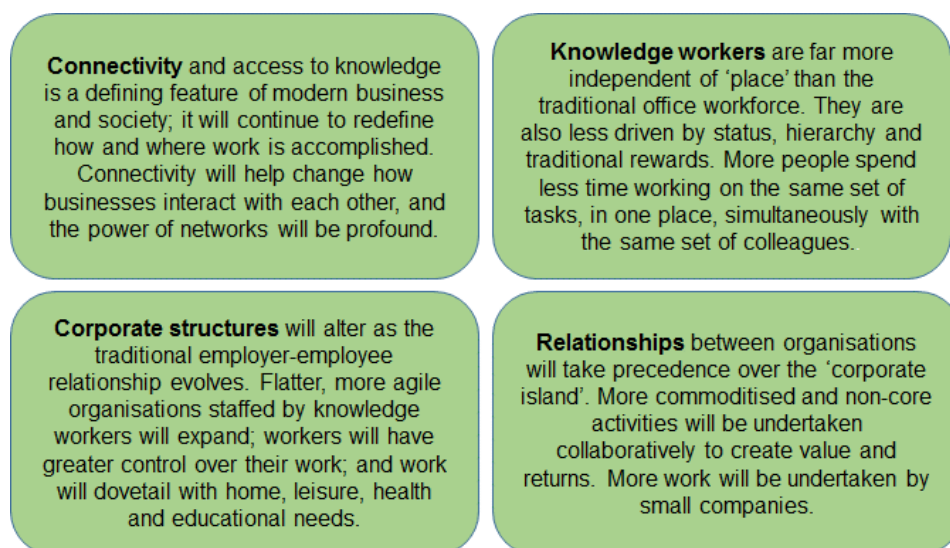 Connectivity and access to knowledge
is a defining feature of modern business
and society; it will continue to redefine
how and where work is accomplished.
Connectivity will help change how
businesses interact with each other, and
the power of networks will be profound.
Knowledge workers are far more
independent of ‘place’ than the
traditional office workforce. They are
also less driven by status, hierarchy and
traditional rewards. More people spend
less time working on the same set of
tasks, in one place, simultaneously with
the same set of colleagues.
Corporate structures will alter as the
traditional employer-employee
relationship evolves. Flatter, more agile
organisations staffed by knowledge
workers will expand; workers will have
greater control over their work; and work
will dovetail with home, leisure, health
and educational needs.
Relationships between organisations
will take precedence over the ‘corporate
island’. More commoditised and non-core
activities will be undertaken
collaboratively to create value and
returns. More work will be undertaken by
small companies.